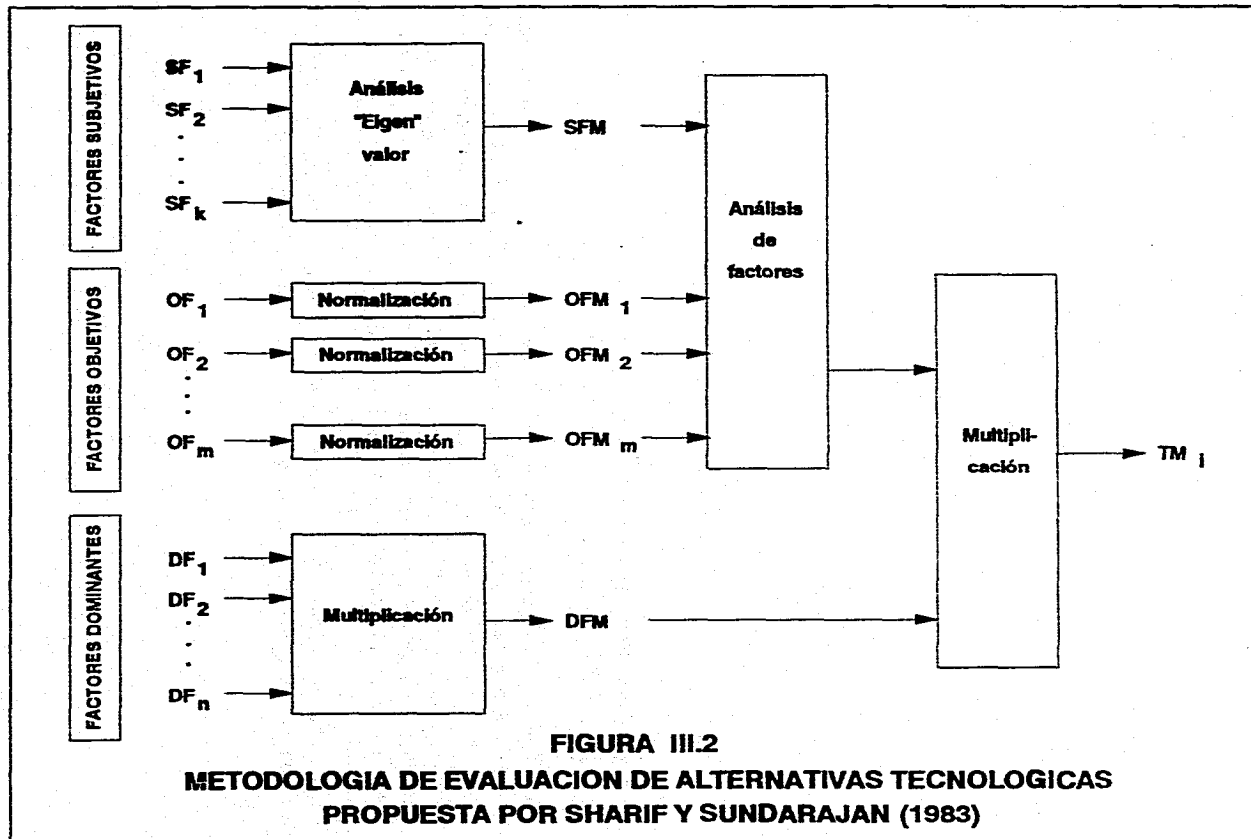 FACTORES SUBJETIVOS
SF1
SF2
SFk
Análisis
"Eigen"
valor
SFM
FACTORES OBJETIVOS
OF1
Normalización
OFM1
OF2
Normalización
OFM2
OFm
Normalización
OFMm
Análisis
de
factores
FACTORES DOMINANTES
DF1
DF2
DFn
Multiplicación
DFM
Multipli-
cación
TMi
FIGURA III.2
METODOLOGIA DE EVALUACION DE ALTERNATIVAS TECNOLOGICAS
PROPUESTA POR SHARIF Y SUNDARAJAN (1983)